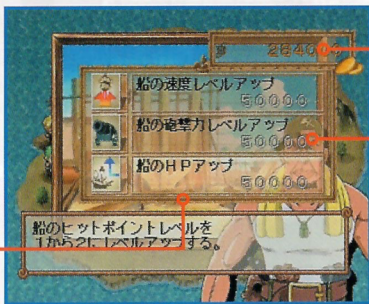 船の速度レベルアップ
50000
船の砲撃力レベルアップ
50000
船のHPアップ
50000
船のヒットポイントレベルを
1から2に レベルアップする。